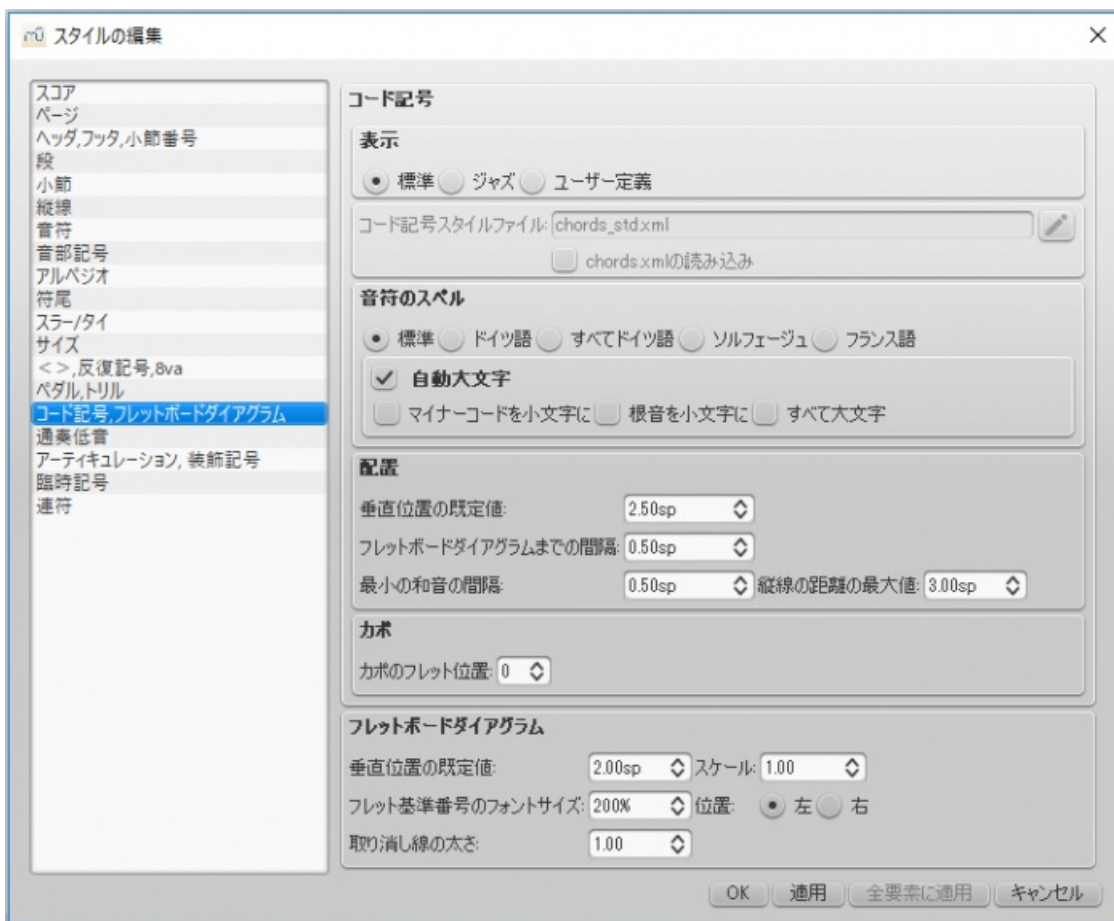 スタイルの編集
スコア
ページ
ヘッダ,フッタ,小節番号
段
小節
縦線
音符
音部記号
アルペジオ
符尾
スラー/タイ
サイズ
<>,反復記号,8va
ペダル,トリル
コード記号,フレットボードダイアグラム
通奏低音
アーティキュレーション, 装飾記号
臨時記号
連符
コード記号
表示
標準 ジャズ ユーザー定義
コード記号スタイルファイル: chords_std.xml
chords.xmlの読み込み
音符のスペル
標準 ドイツ語 すべてドイツ語 ソルフェージュ フランス語
自動大文字
マイナーコードを小文字に 根音を小文字に すべて大文字
配置
垂直位置の既定値: 2.50sp
フレットボードダイアグラムまでの間隔: 0.50sp
最小の和音の間隔: 0.50sp 縦線の距離の最大値: 3.00sp
カポ
カポのフレット位置: 0
フレットボードダイアグラム
垂直位置の既定値: 2.00sp スケール: 1.00
フレット基準番号のフォントサイズ: 200% 位置: 左 右
取り消し線の太さ: 1.00
OK 適用 全要素に適用 キャンセル